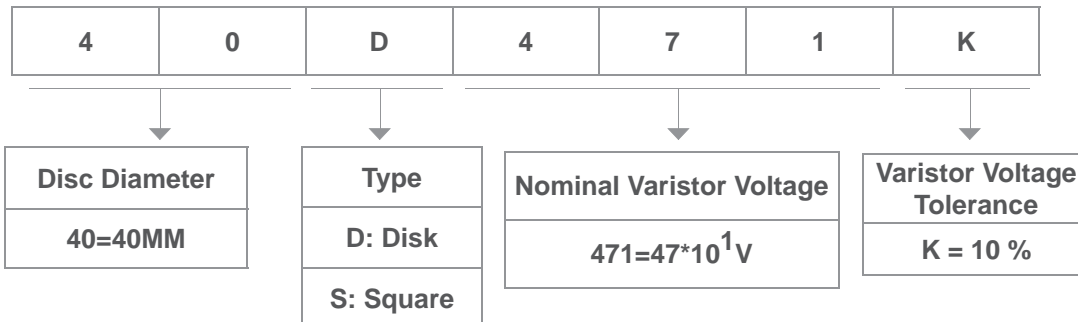 4 0 D 4 7 1 K
Disc Diameter
40=40MM
Type
D: Disk
S: Square
Nominal Varistor Voltage
471=47*10¹V
Varistor Voltage
Tolerance
K = 10 %